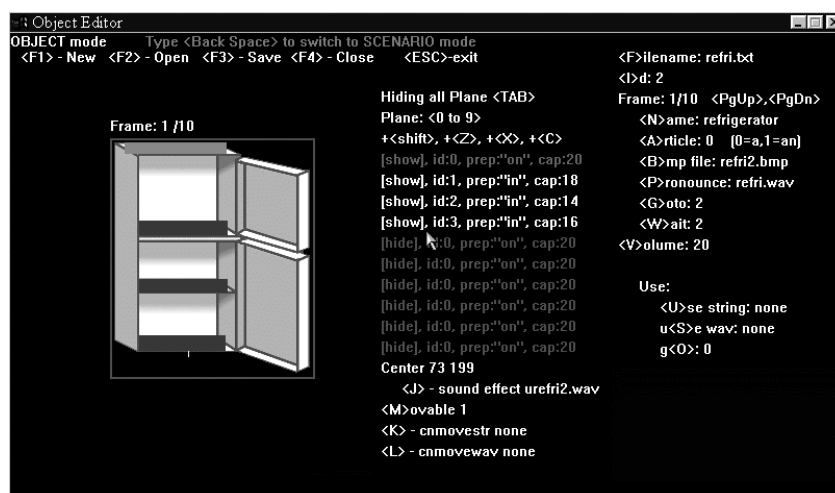 Object Editor
OBJECT mode Type <Back Space> to switch to SCENARIO mode
<F1> - New <F2> - Open <F3> - Save <F4> - Close <ESC>-exit
Frame: 1 /10
Hiding all Plane <TAB>
Plane: <0 to 9>
+<shift>, +<Z>, +<X>, +<C>
[show], id:0, prep:"on", cap:20
[show], id:1, prep:"in", cap:18
[show], id:2, prep:"in", cap:14
[show], id:3, prep:"in", cap:16
[hide], id:0, prep:"on", cap:20
[hide], id:0, prep:"on", cap:20
[hide], id:0, prep:"on", cap:20
[hide], id:0, prep:"on", cap:20
[hide], id:0, prep:"on", cap:20
[hide], id:0, prep:"on", cap:20
Center 73 199
<J> - sound effect urefri2.wav
<M>ovable 1
<K> - cnmovestr none
<L> - cnmovewav none
<F>ilename: refri.txt
<I>d: 2
Frame: 1/10 <PgUp>,<PgDn>
<N>ame: refrigerator
<A>rticle: 0 (0=a,1=an)
<B>mp file: refri2.bmp
<P>ronounce: refri.wav
<G>oto: 2
<W>ait: 2
<V>olume: 20
Use:
<U>se string: none
u<S>e wav: none
g<O>: 0